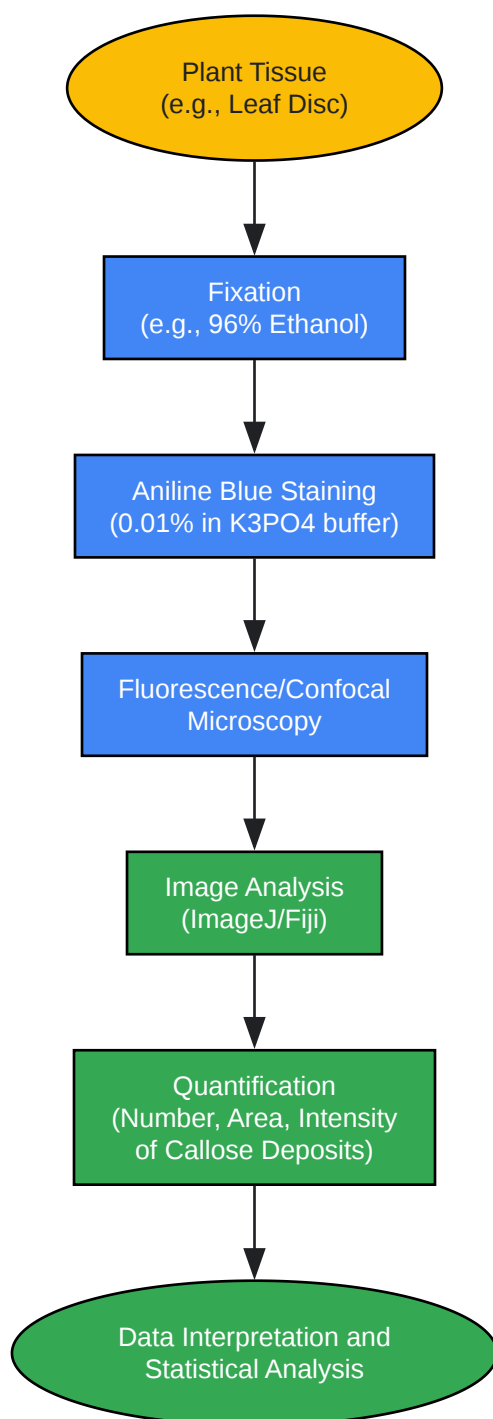 Plant Tissue
(e.g., Leaf Disc)
Fixation
(e.g., 96% Ethanol)
Aniline Blue Staining
(0.01% in K3PO4 buffer)
Fluorescence/Confocal
Microscopy
Image Analysis
(ImageJ/Fiji)
Quantification
(Number, Area, Intensity
of Callose Deposits)
Data Interpretation and
Statistical Analysis